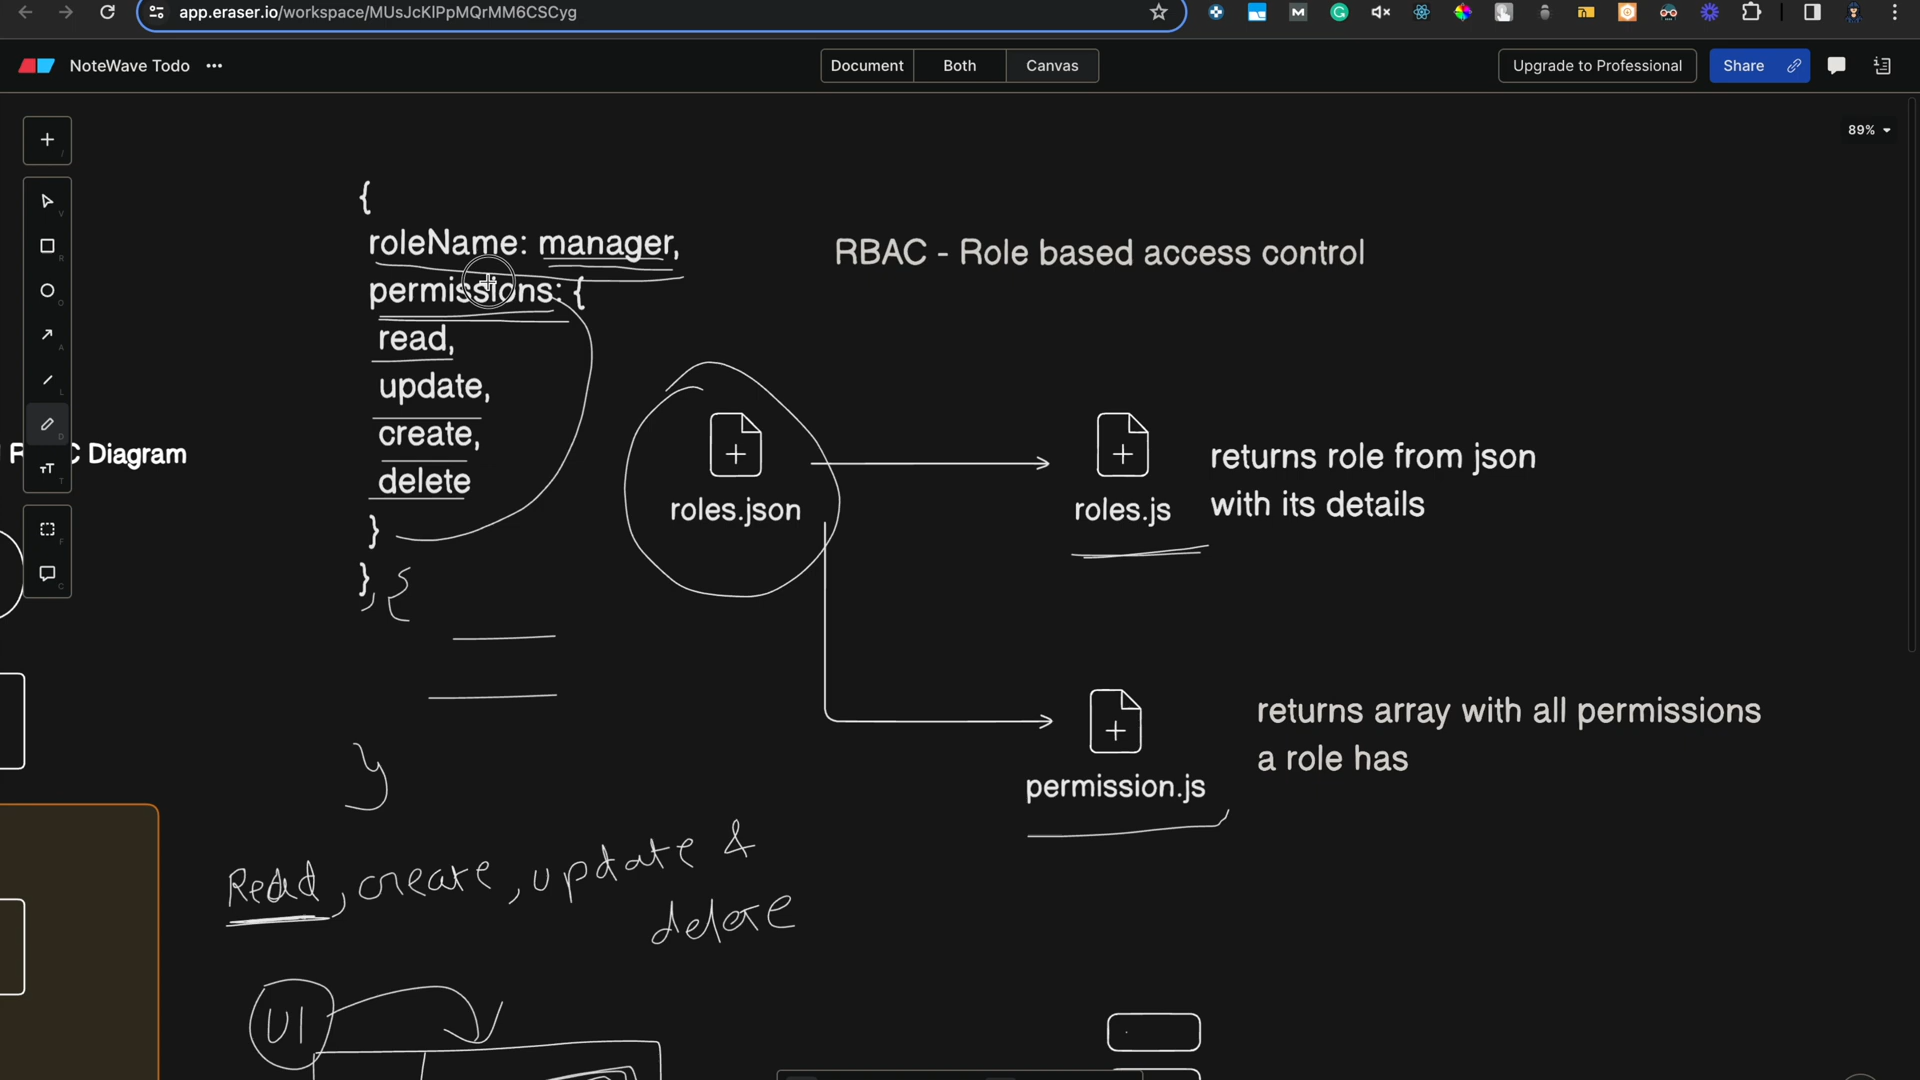 app.eraser.io/workspace/MUsJcKlPpMQrMM6CSCyg
NoteWave Todo
Document
Both
Canvas
Upgrade to Professional
Share
89%
{
roleName: manager,
permissions: {
read,
update,
create,
delete
}
},
{
}
RBAC - Role based access control
roles.json
roles.js
returns role from json
with its details
permission.js
returns array with all permissions
a role has
C Diagram
Read, create, update &
delete
UI